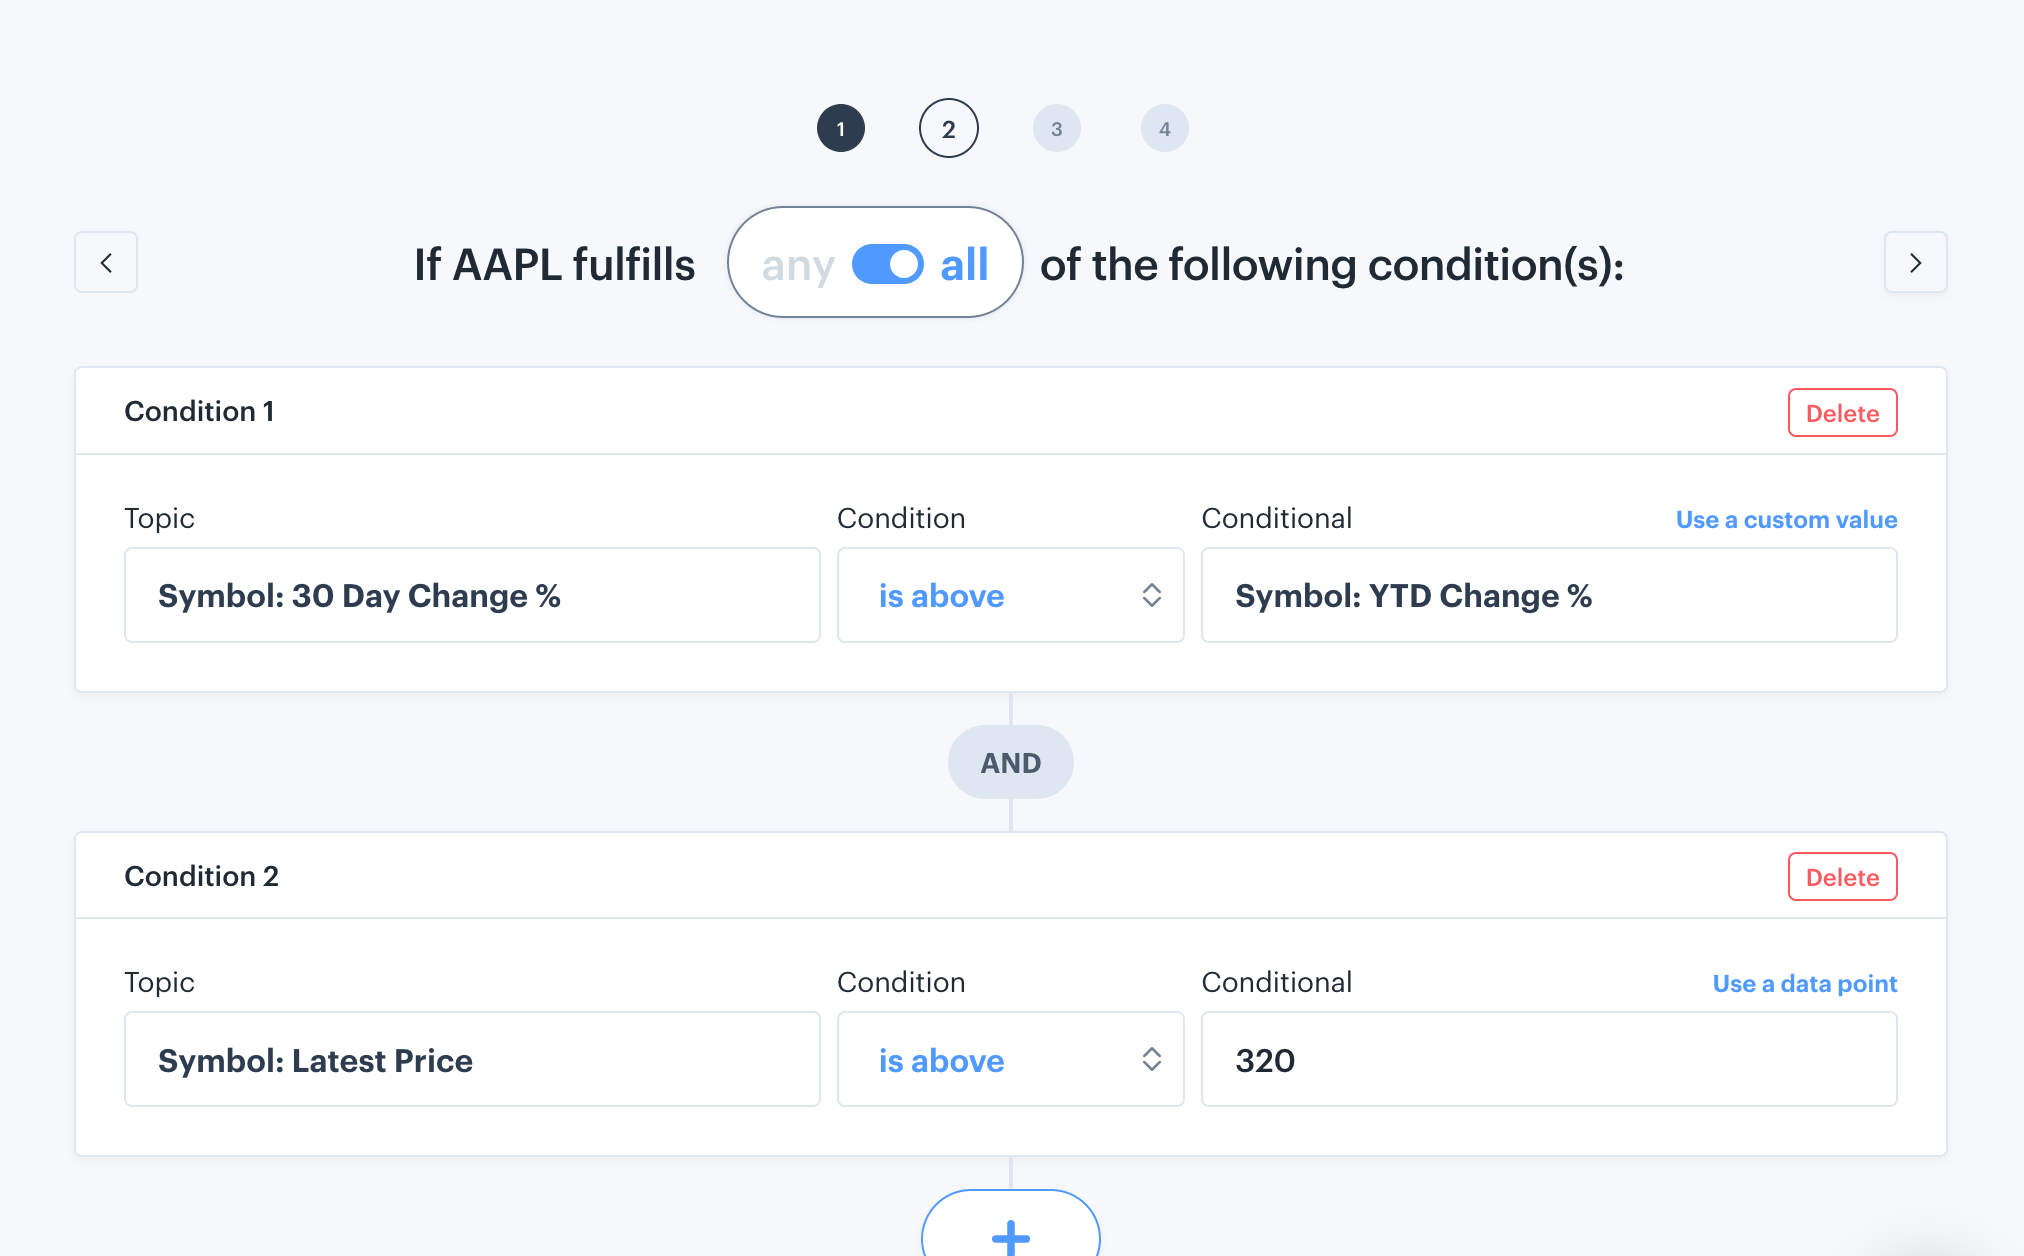 1 2 3 4
If AAPL fulfills any all of the following condition(s):
Condition 1 Delete
Topic Condition Conditional Use a custom value
Symbol: 30 Day Change % is above Symbol: YTD Change %
AND
Condition 2 Delete
Topic Condition Conditional Use a data point
Symbol: Latest Price is above 320